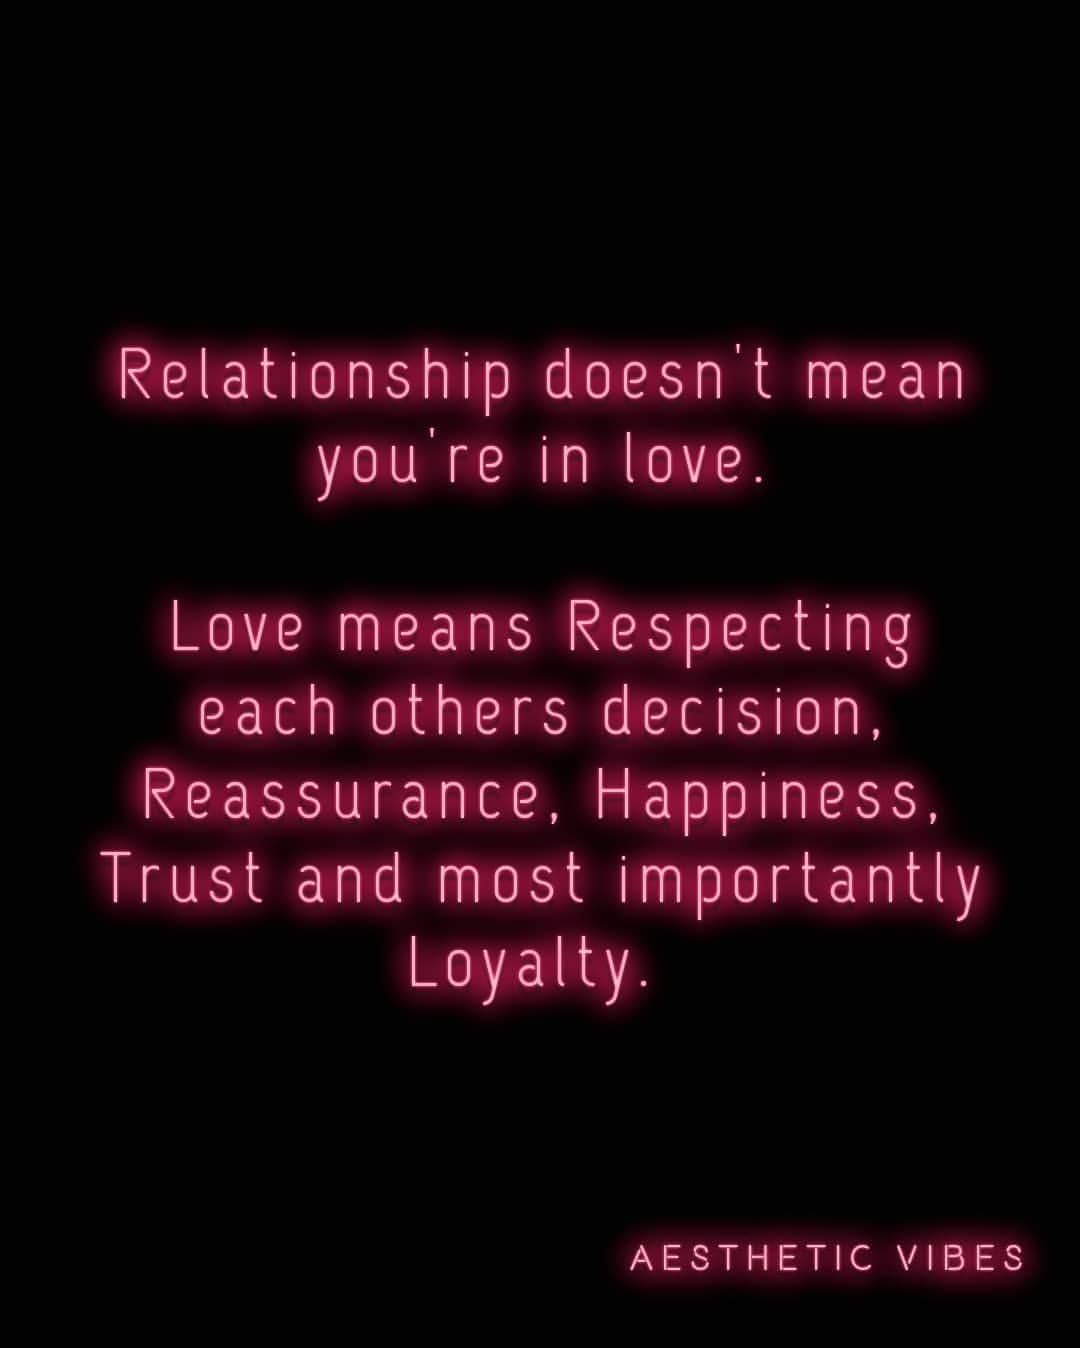 Relationship doesn't mean
you're in love.
Love means Respecting
each others decision,
Reassurance, Happiness,
Trust and most importantly
Loyalty.
AESTHETIC VIBES